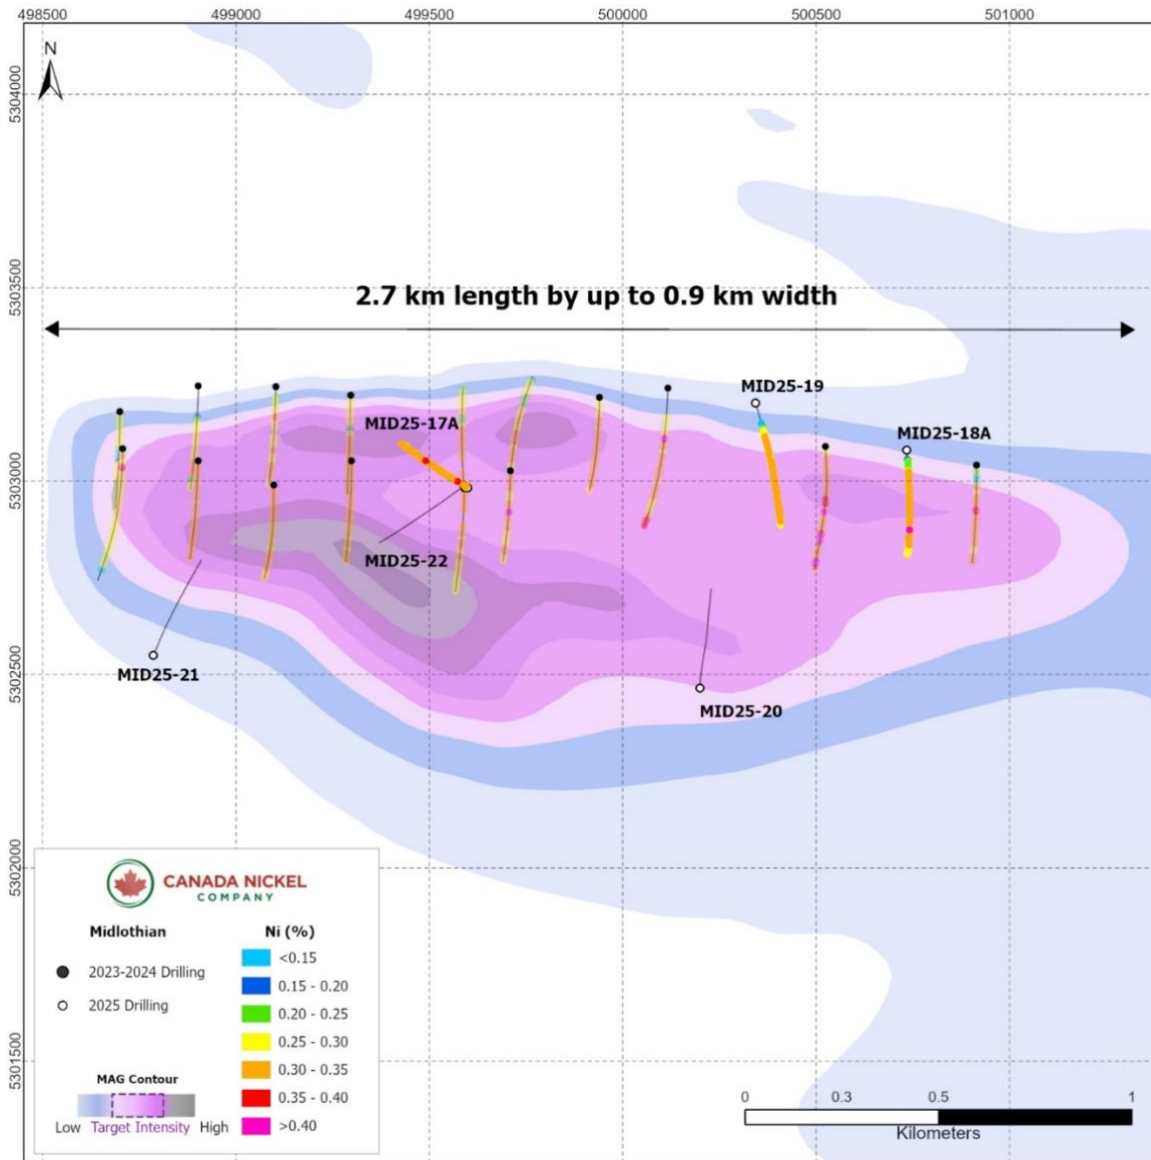 498500 499000 499500 500000 500500 501000
N
5304000
5303500
2.7 km length by up to 0.9 km width
MID25-19
MID25-17A
MID25-18A
5303000
MID25-22
MID25-21
5302500
MID25-20
5302000
CANADA NICKEL
COMPANY
Midlothian
2023-2024 Drilling
2025 Drilling
MAG Contour
Low Target Intensity High
Ni (%)
<0.15
0.15 - 0.20
0.20 - 0.25
0.25 - 0.30
0.30 - 0.35
0.35 - 0.40
>0.40
5301500
0 0.3 0.5 1
Kilometers